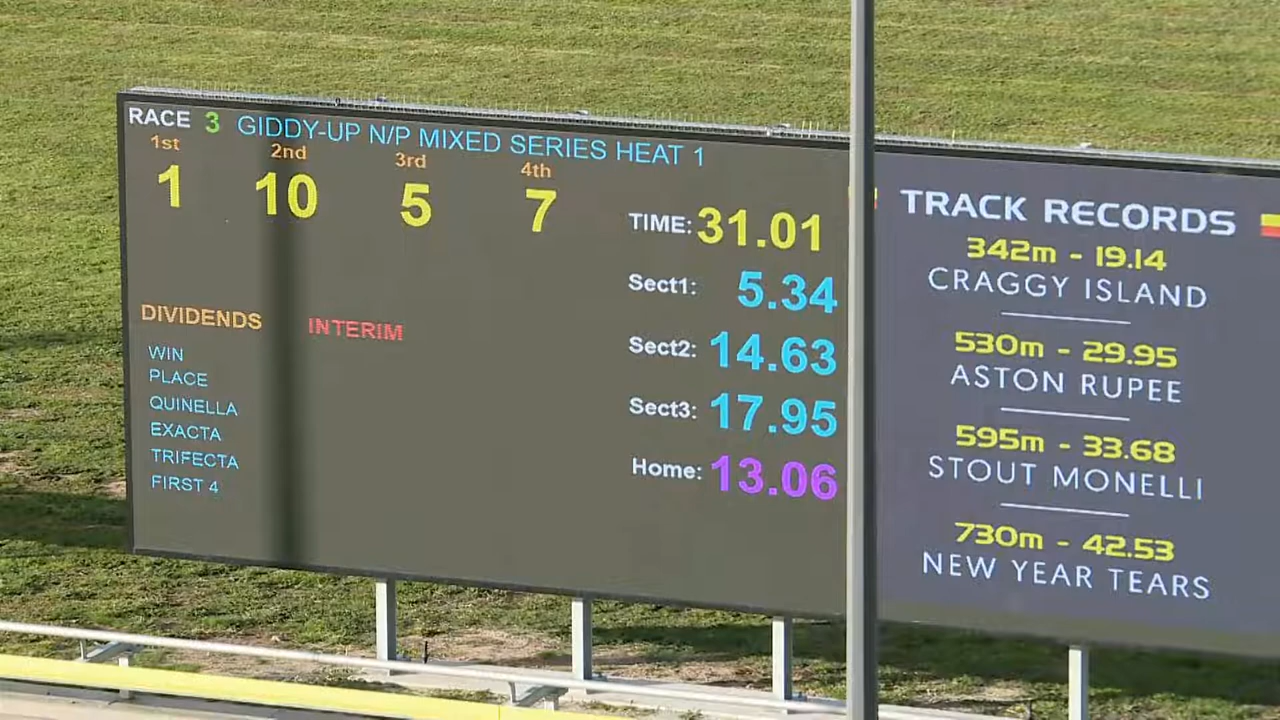 RACE 3 GIDDY-UP N/P MIXED SERIES HEAT 1
1st 2nd 3rd 4th
1 10 5 7
TIME: 31.01
Sect1: 5.34
Sect2: 14.63
Sect3: 17.95
Home: 13.06
DIVIDENDS INTERIM
WIN
PLACE
QUINELLA
EXACTA
TRIFECTA
FIRST 4
TRACK RECORDS
342m - 19.14
CRAGGY ISLAND
530m - 29.95
ASTON RUPEE
595m - 33.68
STOUT MONELLI
730m - 42.53
NEW YEAR TEARS